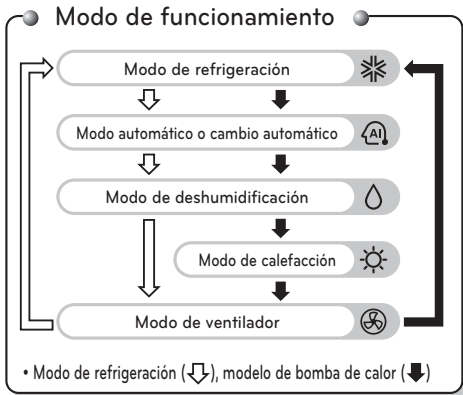 Modo de funcionamiento
Modo de refrigeración
Modo automático o cambio automático
AI
Modo de deshumidificación
Modo de calefacción
Modo de ventilador
• Modo de refrigeración (⇩), modelo de bomba de calor (⬇)